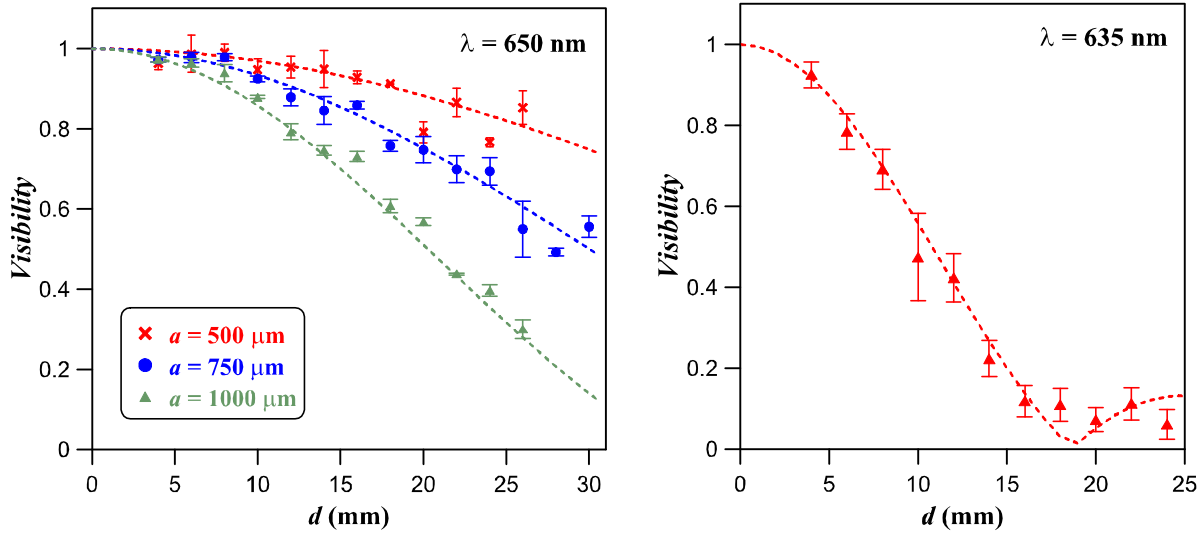 λ = 650 nm
1
0.8
0.6
0.4
0.2
0
Visibility
a = 500 μm
a = 750 μm
a = 1000 μm
0 5 10 15 20 25 30
d (mm)
λ = 635 nm
1
0.8
0.6
0.4
0.2
0
Visibility
0 5 10 15 20 25
d (mm)